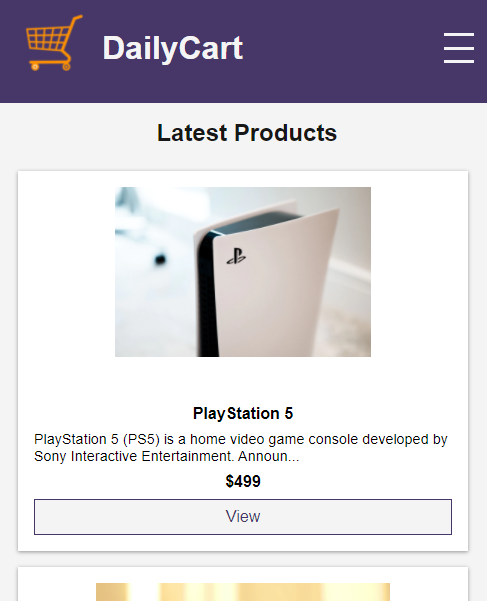 DailyCart
Latest Products
PlayStation 5
PlayStation 5 (PS5) is a home video game console developed by
Sony Interactive Entertainment. Announ...
$499
View